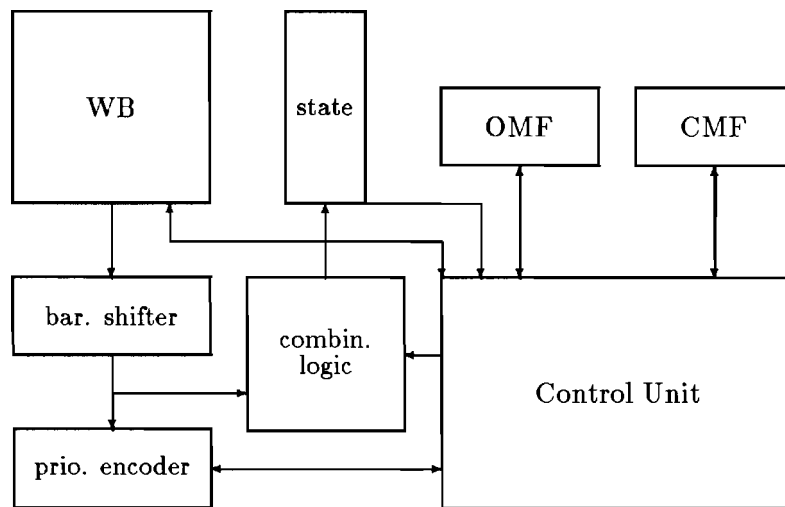 WB
state
OMF
CMF
bar. shifter
combin.
logic
Control Unit
prio. encoder